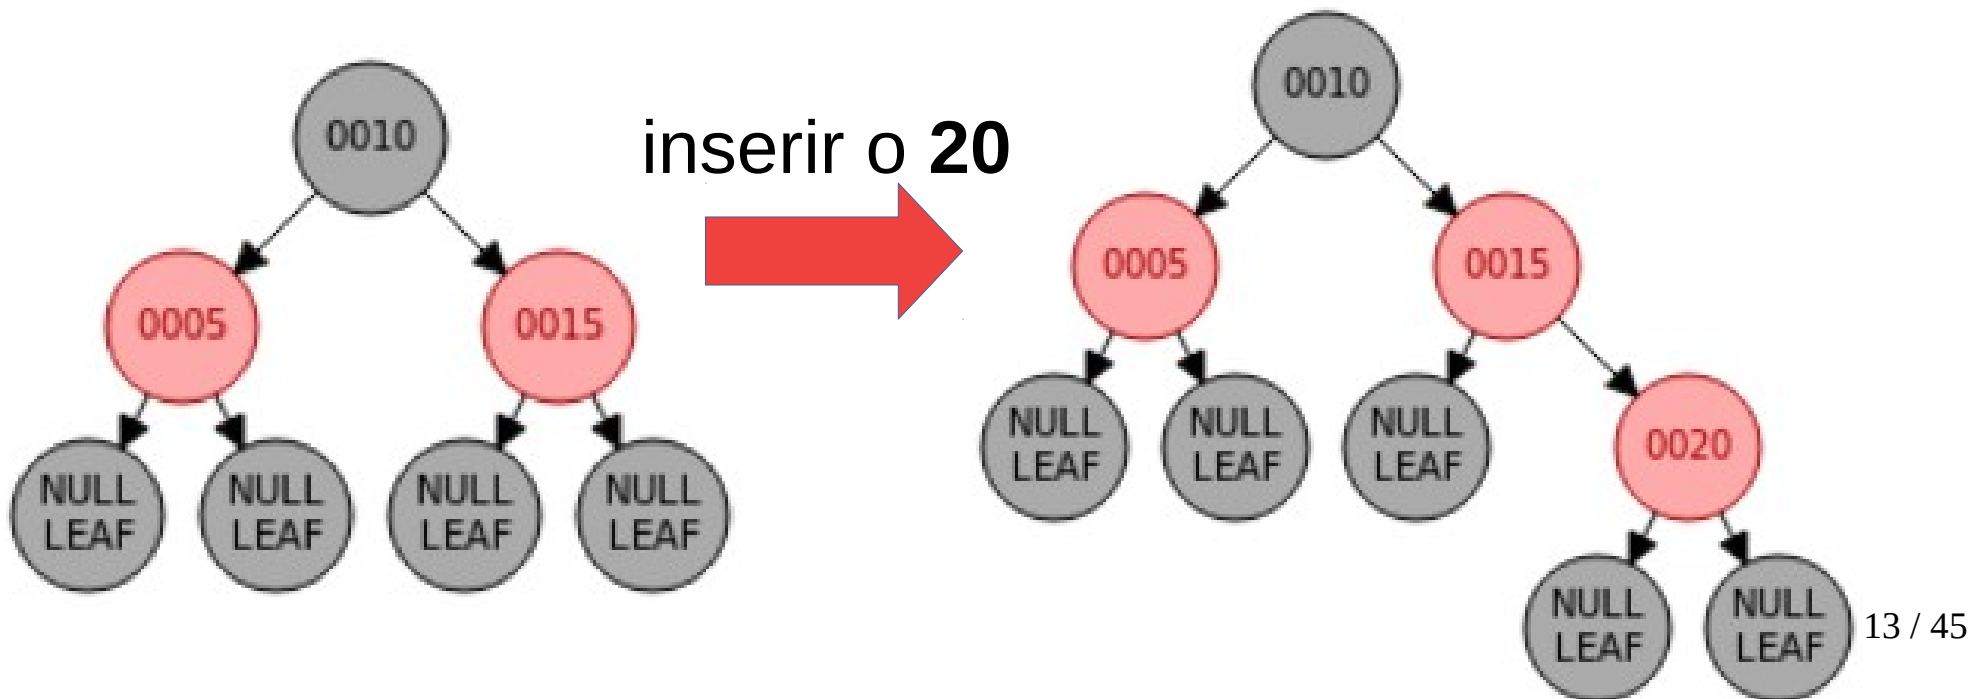 0010
0005
0015
NULL
LEAF
NULL
LEAF
NULL
LEAF
NULL
LEAF
inserir o 20
0010
0005
0015
NULL
LEAF
NULL
LEAF
NULL
LEAF
0020
NULL
LEAF
NULL
LEAF
13 / 45